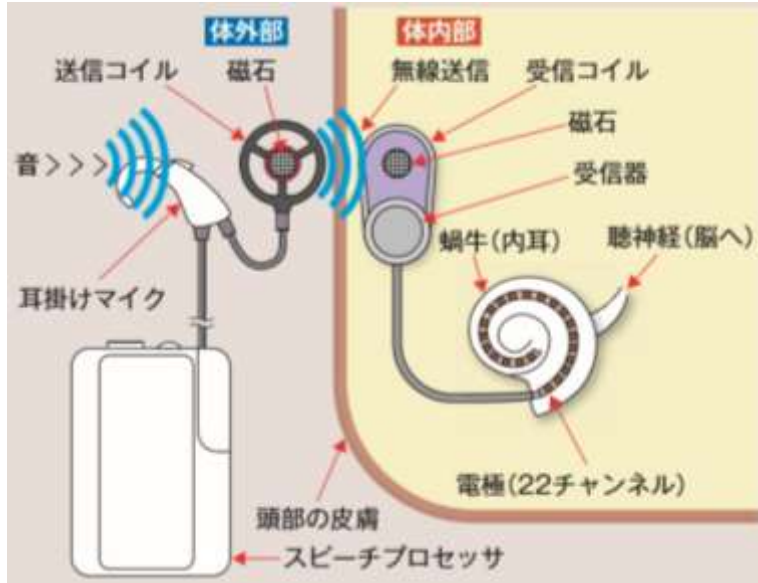 体外部
体内部
送信コイル
磁石
無線送信
受信コイル
磁石
音>>>
受信器
蝸牛(内耳)
聴神経(脳へ)
耳掛けマイク
電極(22チャンネル)
頭部の皮膚
スピーチプロセッサ